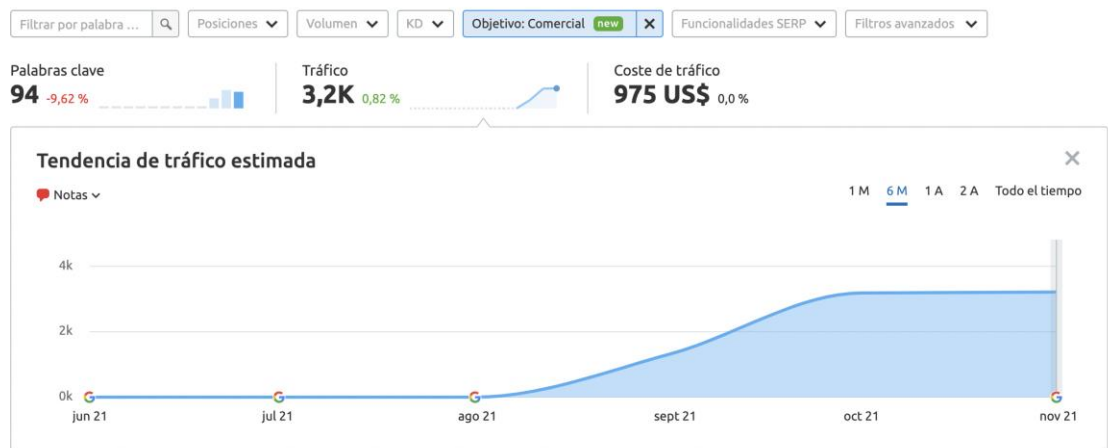 Filtrar por palabra ... Posiciones Volumen KD Objetivo: Comercial new Funcionalidades SERP Filtros avanzados
Palabras clave Tráfico Coste de tráfico
94 -9,62 % 3,2K 0,82 % 975 US$ 0,0 %
Tendencia de tráfico estimada
Notas 1 M 6 M 1 A 2 A Todo el tiempo
4k
2k
0k
jun 21 jul 21 ago 21 sept 21 oct 21 nov 21